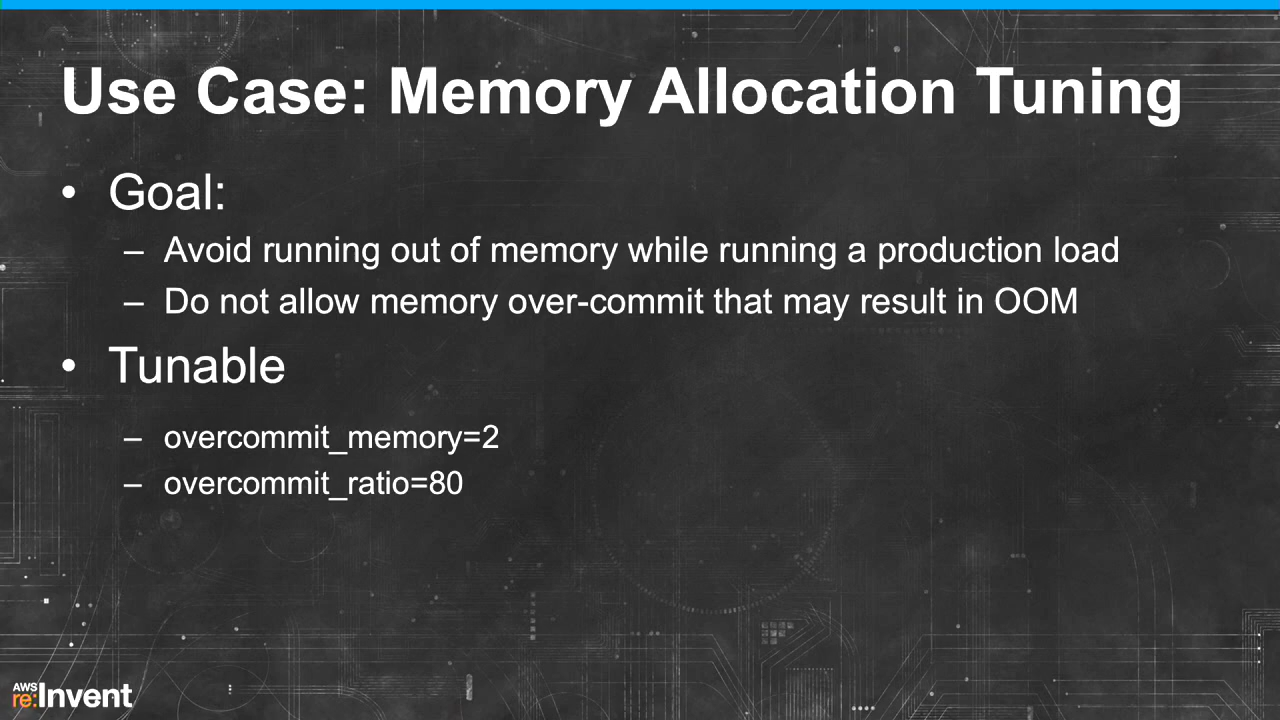 Use Case: Memory Allocation Tuning
• Goal:
– Avoid running out of memory while running a production load
– Do not allow memory over-commit that may result in OOM
• Tunable
– overcommit_memory=2
– overcommit_ratio=80
AWS
re:Invent